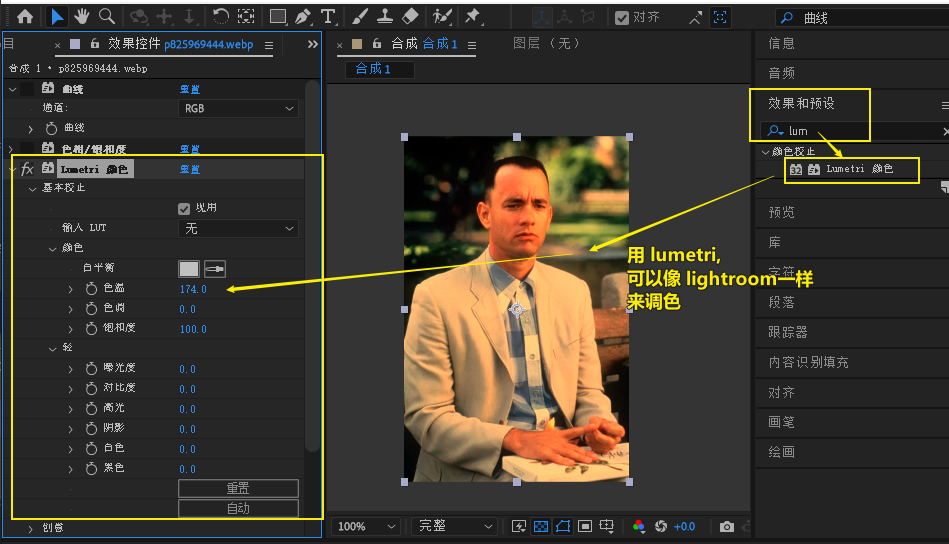 对齐
曲线
目
效果控件 p825969444.webp
合成 合成 1
图层 (无)
信息
合成 1 • p825969444.webp
合成 1
音频
曲线
重置
效果和预设
通道:
RGB
曲线
lum
色相/饱和度
重置
颜色校正
fx
Lumetri 颜色
重置
32
Lumetri 颜色
基本校正
现用
预览
输入 LUT
无
库
颜色
用 lumetri,
可以像 lightroom一样
来调色
白平衡
字符
色温
174.0
段落
色调
0.0
饱和度
100.0
跟踪器
轻
内容识别填充
曝光度
0.0
对比度
0.0
对齐
高光
0.0
画笔
阴影
0.0
白色
0.0
绘画
黑色
0.0
重置
自动
创意
100%
完整
+0.0